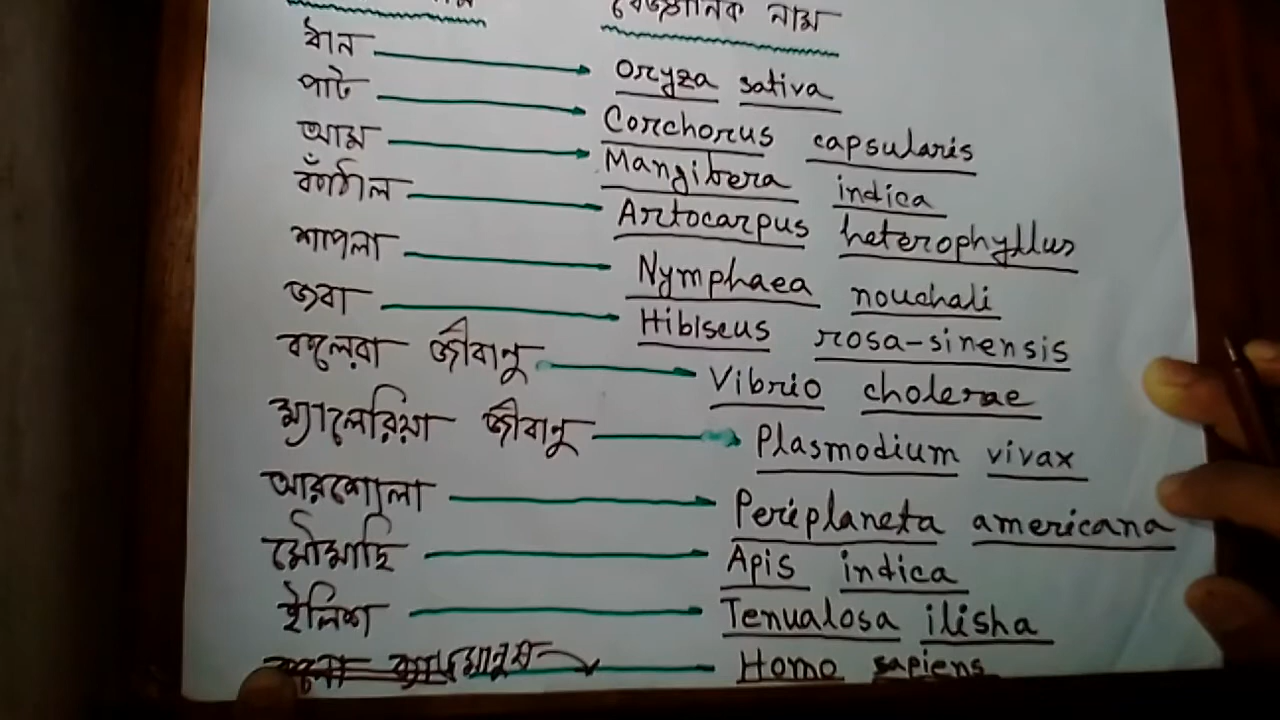 বৈজ্ঞানিক নাম
ধান → Oryza sativa
পাট → Corchorus capsularis
আম → Mangibera indica
কাঁঠাল → Artocarpus heterophyllus
শাপলা → Nymphaea nouchali
জবা → Hibiscus rosa-sinensis
কলেরা জীবানু → Vibrio cholerae
ম্যালেরিয়া জীবানু → Plasmodium vivax
আরশোলা → Periplaneta americana
মৌমাছি → Apis indica
ইলিশ → Tenualosa ilisha
মানুষ → Homo sapiens